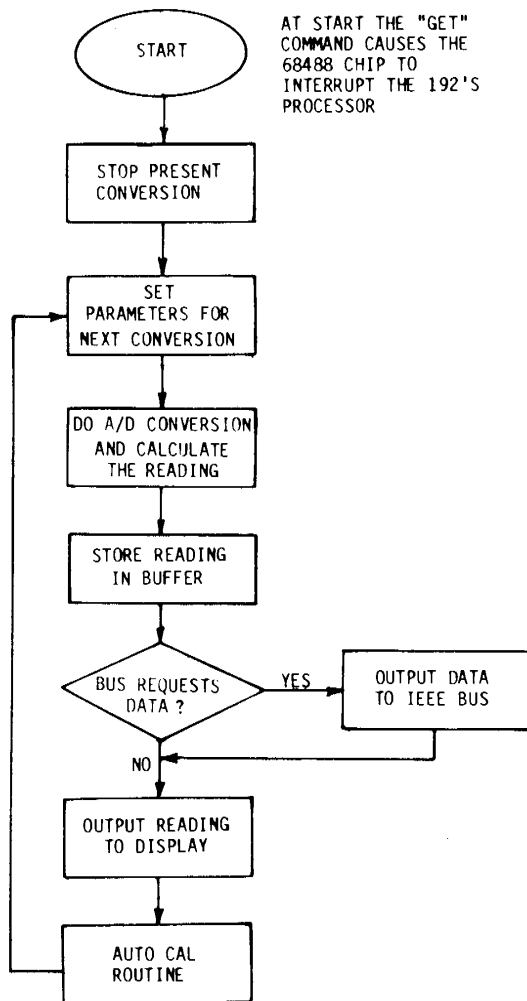 START
AT START THE "GET"
COMMAND CAUSES THE
68488 CHIP TO
INTERRUPT THE 192'S
PROCESSOR
STOP PRESENT
CONVERSION
SET
PARAMETERS FOR
NEXT CONVERSION
DO A/D CONVERSION
AND CALCULATE
THE READING
STORE READING
IN BUFFER
BUS REQUESTS
DATA?
YES
OUTPUT DATA
TO IEEE BUS
NO
OUTPUT READING
TO DISPLAY
AUTO CAL
ROUTINE